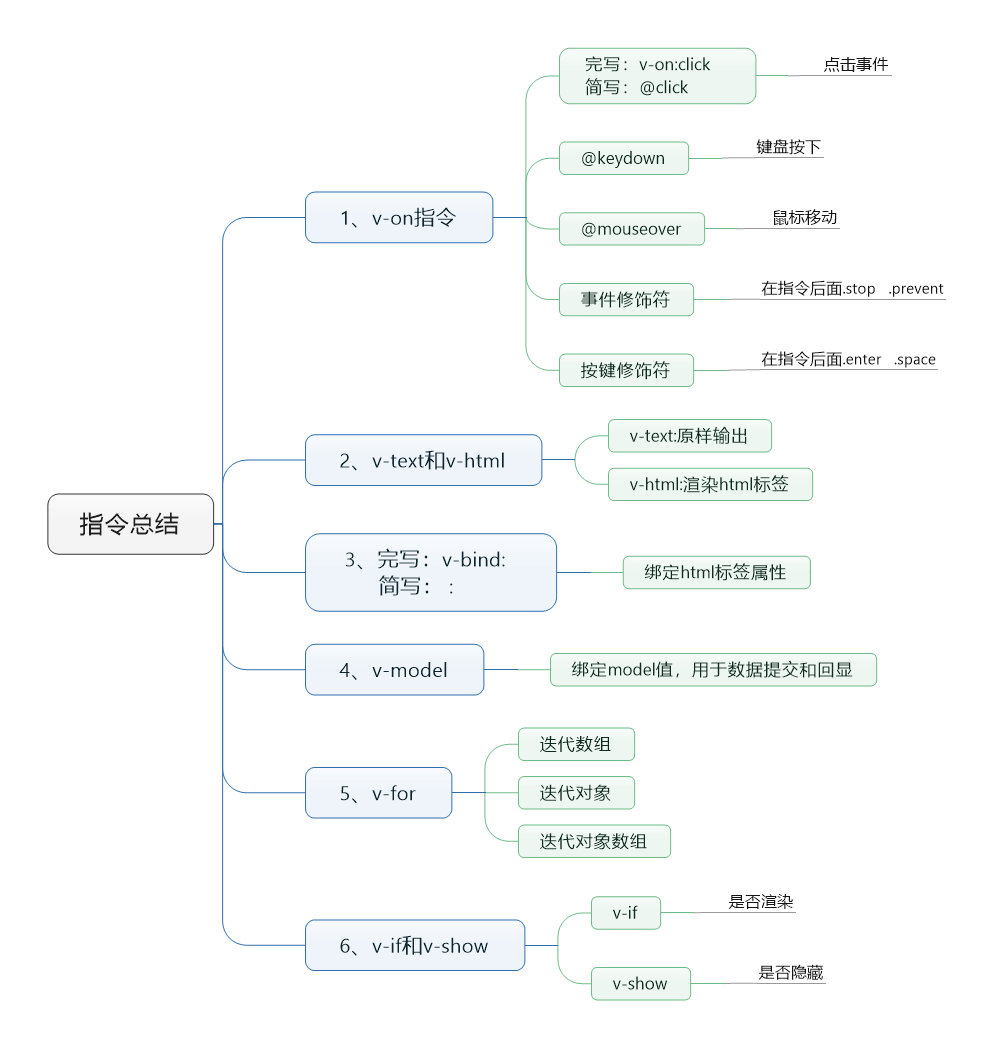 指令总结
1、v-on指令
完写：v-on:click
简写：@click
点击事件
@keydown
键盘按下
@mouseover
鼠标移动
事件修饰符
在指令后面.stop .prevent
按键修饰符
在指令后面.enter .space
2、v-text和v-html
v-text:原样输出
v-html:渲染html标签
3、完写：v-bind:
简写： :
绑定html标签属性
4、v-model
绑定model值，用于数据提交和回显
5、v-for
迭代数组
迭代对象
迭代对象数组
6、v-if和v-show
v-if
是否渲染
v-show
是否隐藏